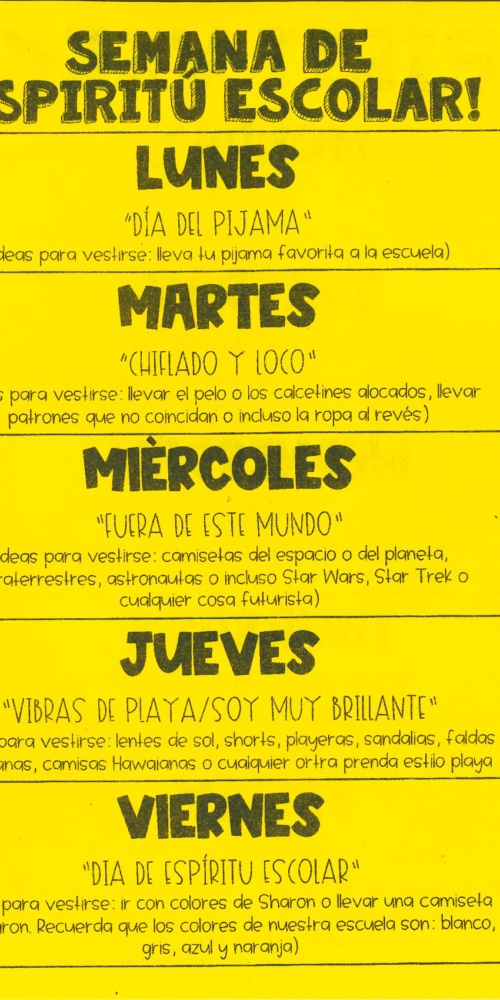 SEMANA DE
SPIRITÚ ESCOLAR!
LUNES
"DÍA DEL PIJAMA"
deas para vestirse: lleva tu pijama favorita a la escuela)
MARTES
"CHIFLADO Y LOCO"
s para vestirse: llevar el pelo o los calcetines alocados, llevar
patrones que no coincidan o incluso la ropa al revés)
MIÈRCOLES
"FUERA DE ESTE MUNDO"
deas para vestirse: camisetas del espacio o del planeta,
raterrestres, astronautas o incluso Star Wars, Star Trek o
cualquier cosa futurista)
JUEVES
"VIBRAS DE PLAYA/SOY MUY BRILLANTE"
para vestirse: lentes de sol, shorts, playeras, sandalias, faldas
anas, camisas Hawaianas o cualquier ortra prenda estilo playa
VIERNES
"DIA DE ESPÍRITU ESCOLAR"
para vestirse: ir con colores de Sharon o llevar una camiseta
ron. Recuerda que los colores de nuestra escuela son: blanco,
gris, azul y naranja)